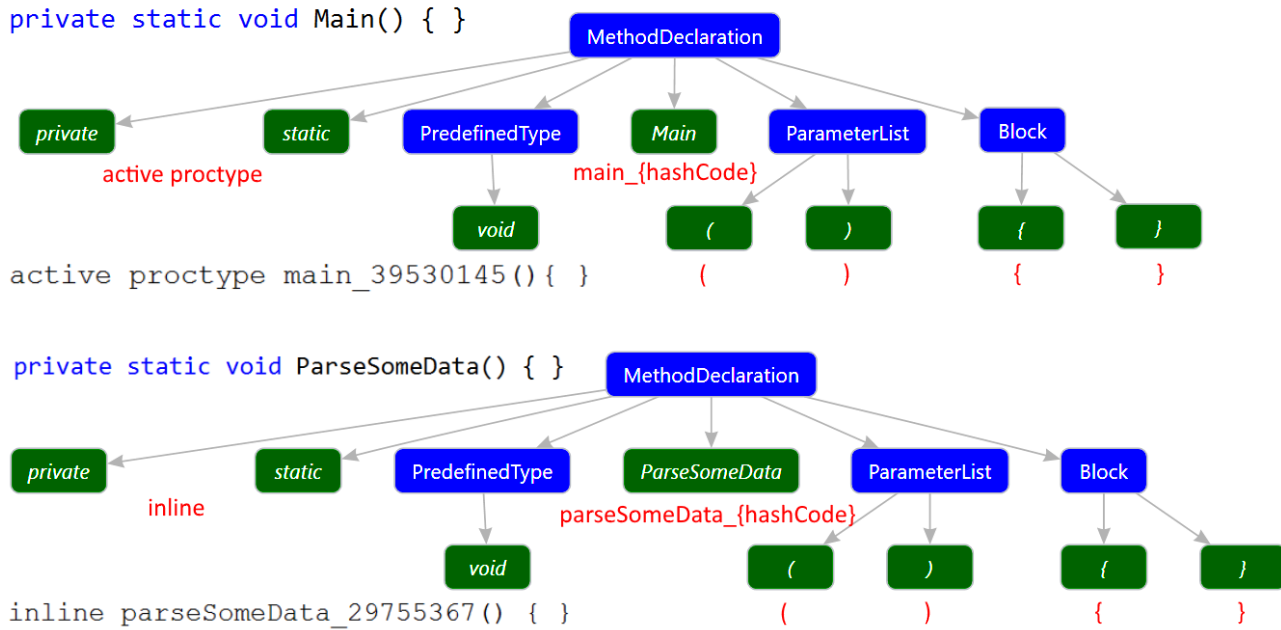 private static void Main() { }
MethodDeclaration
private static PredefinedType Main ParameterList Block
active proctype main_{hashCode}
void ( ) { }
active proctype main_39530145(){ } ( ) { }
private static void ParseSomeData() { }
MethodDeclaration
private static PredefinedType ParseSomeData ParameterList Block
inline parseSomeData_{hashCode}
void ( ) { }
inline parseSomeData_29755367() { } ( ) { }